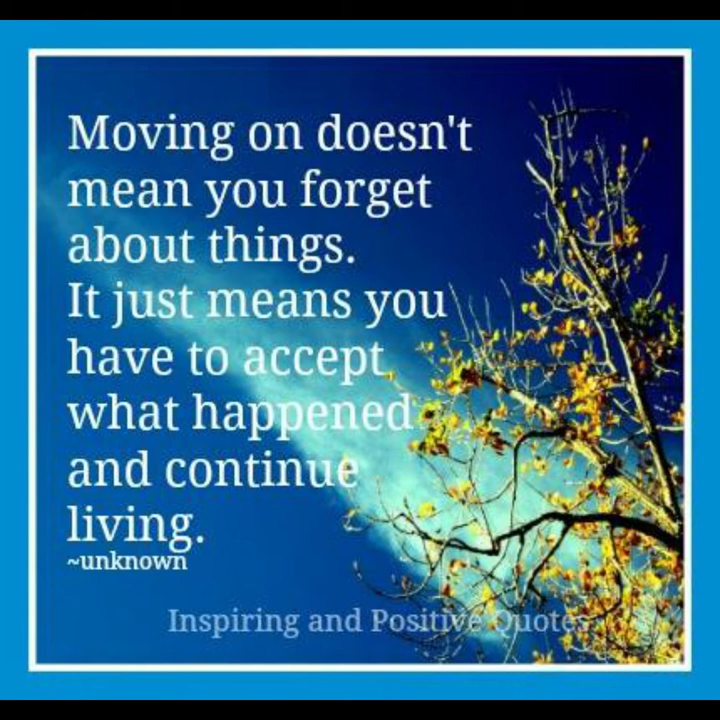 Moving on doesn't
mean you forget
about things.
It just means you
have to accept
what happened
and continue
living.
~unknown
Inspiring and Positive Quotes